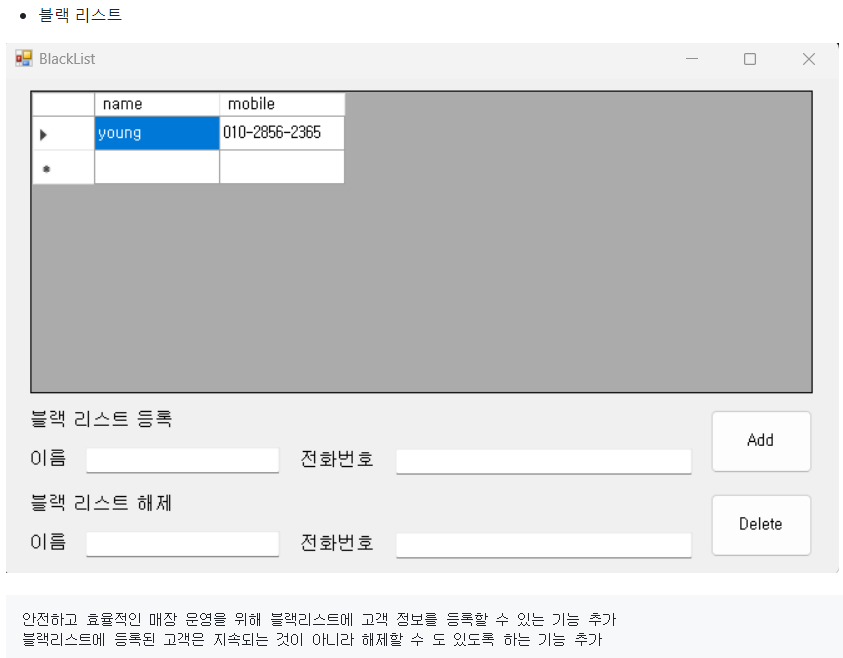 블랙 리스트
BlackList
name mobile
young 010-2856-2365
블랙 리스트 등록
이름 전화번호 Add
블랙 리스트 해제
이름 전화번호 Delete
안전하고 효율적인 매장 운영을 위해 블랙리스트에 고객 정보를 등록할 수 있는 기능 추가
블랙리스트에 등록된 고객은 지속되는 것이 아니라 해제할 수 도 있도록 하는 기능 추가